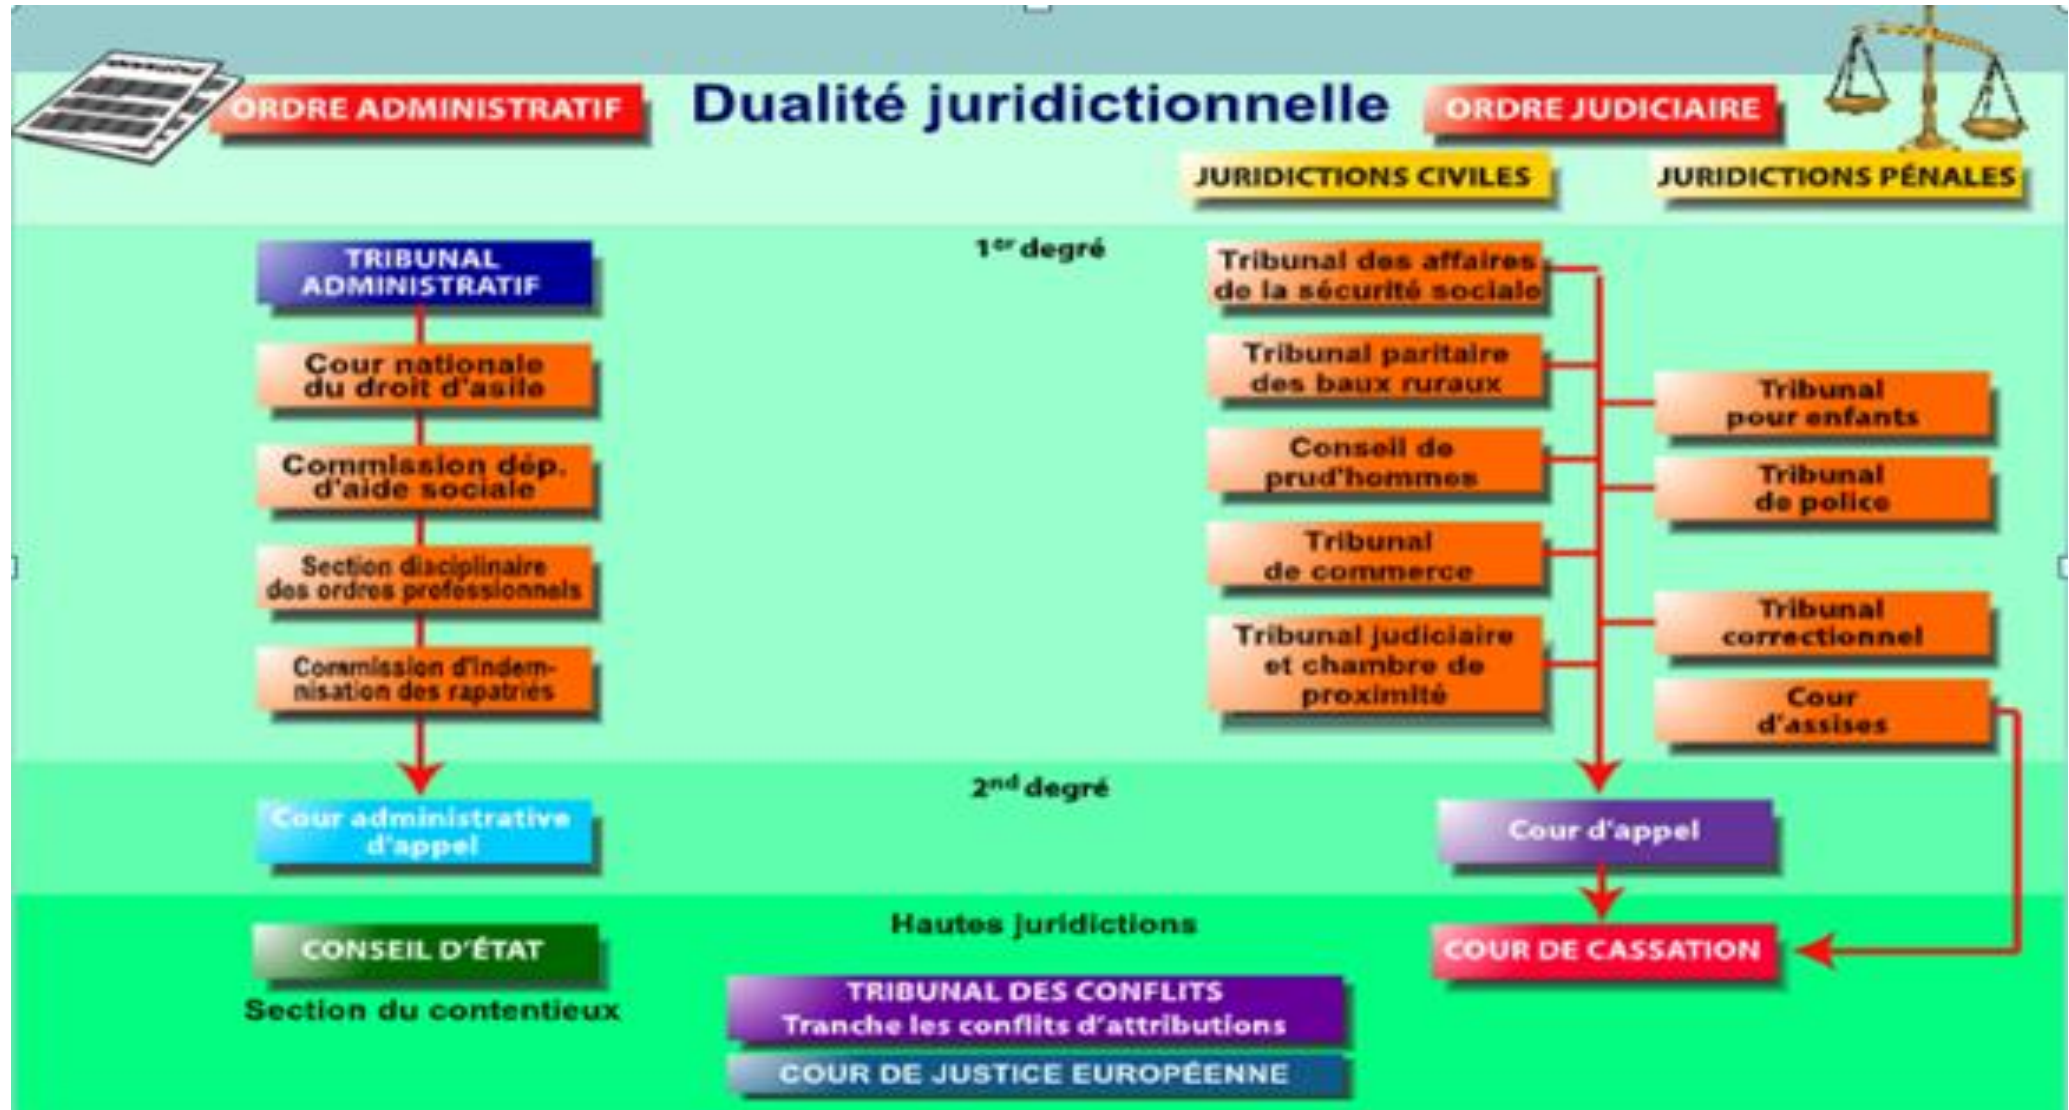 ORDRE ADMINISTRATIF
Dualité juridictionnelle
ORDRE JUDICIAIRE
JURIDICTIONS CIVILES
JURIDICTIONS PÉNALES
1er degré
TRIBUNAL
ADMINISTRATIF
Cour nationale
du droit d'asile
Commission dép.
d'aide sociale
Section disciplinaire
des ordres professionnels
Commission d'indem-
nisation des rapatriés
Tribunal des affaires
de la sécurité sociale
Tribunal paritaire
des baux ruraux
Conseil de
prud'hommes
Tribunal
de commerce
Tribunal judiciaire
et chambre de
proximité
Tribunal
pour enfants
Tribunal
de police
Tribunal
correctionnel
Cour
d'assises
2nd degré
Cour administrative
d'appel
Cour d'appel
Hautes juridictions
CONSEIL D'ÉTAT
Section du contentieux
COUR DE CASSATION
TRIBUNAL DES CONFLITS
Tranche les conflits d'attributions
COUR DE JUSTICE EUROPÉENNE